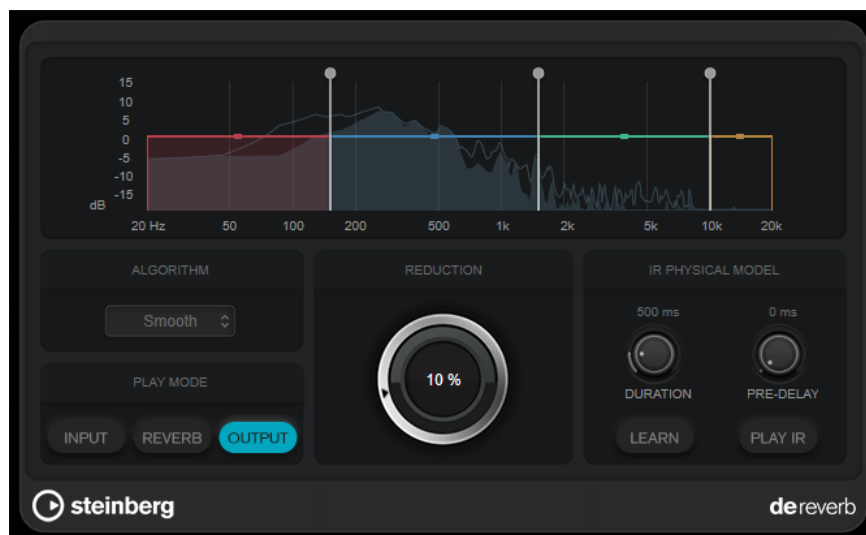 15
10
5
0
-5
-10
-15
dB
20 Hz 50 100 200 500 1k 2k 5k 10k 20k
ALGORITHM
Smooth
PLAY MODE
INPUT REVERB OUTPUT
REDUCTION
10 %
IR PHYSICAL MODEL
500 ms 0 ms
DURATION PRE-DELAY
LEARN PLAY IR
steinberg
dereverb